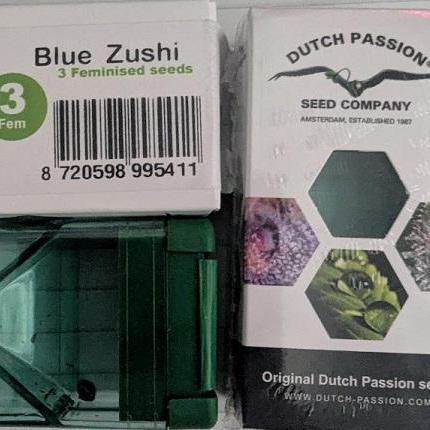 Blue Zushi
3 Feminised seeds
3
Fem
8 720598 995411
DUTCH PASSION®
SEED COMPANY
AMSTERDAM, ESTABLISHED 1987
Original Dutch Passion se
WWW.DUTCH-PASSION.COM